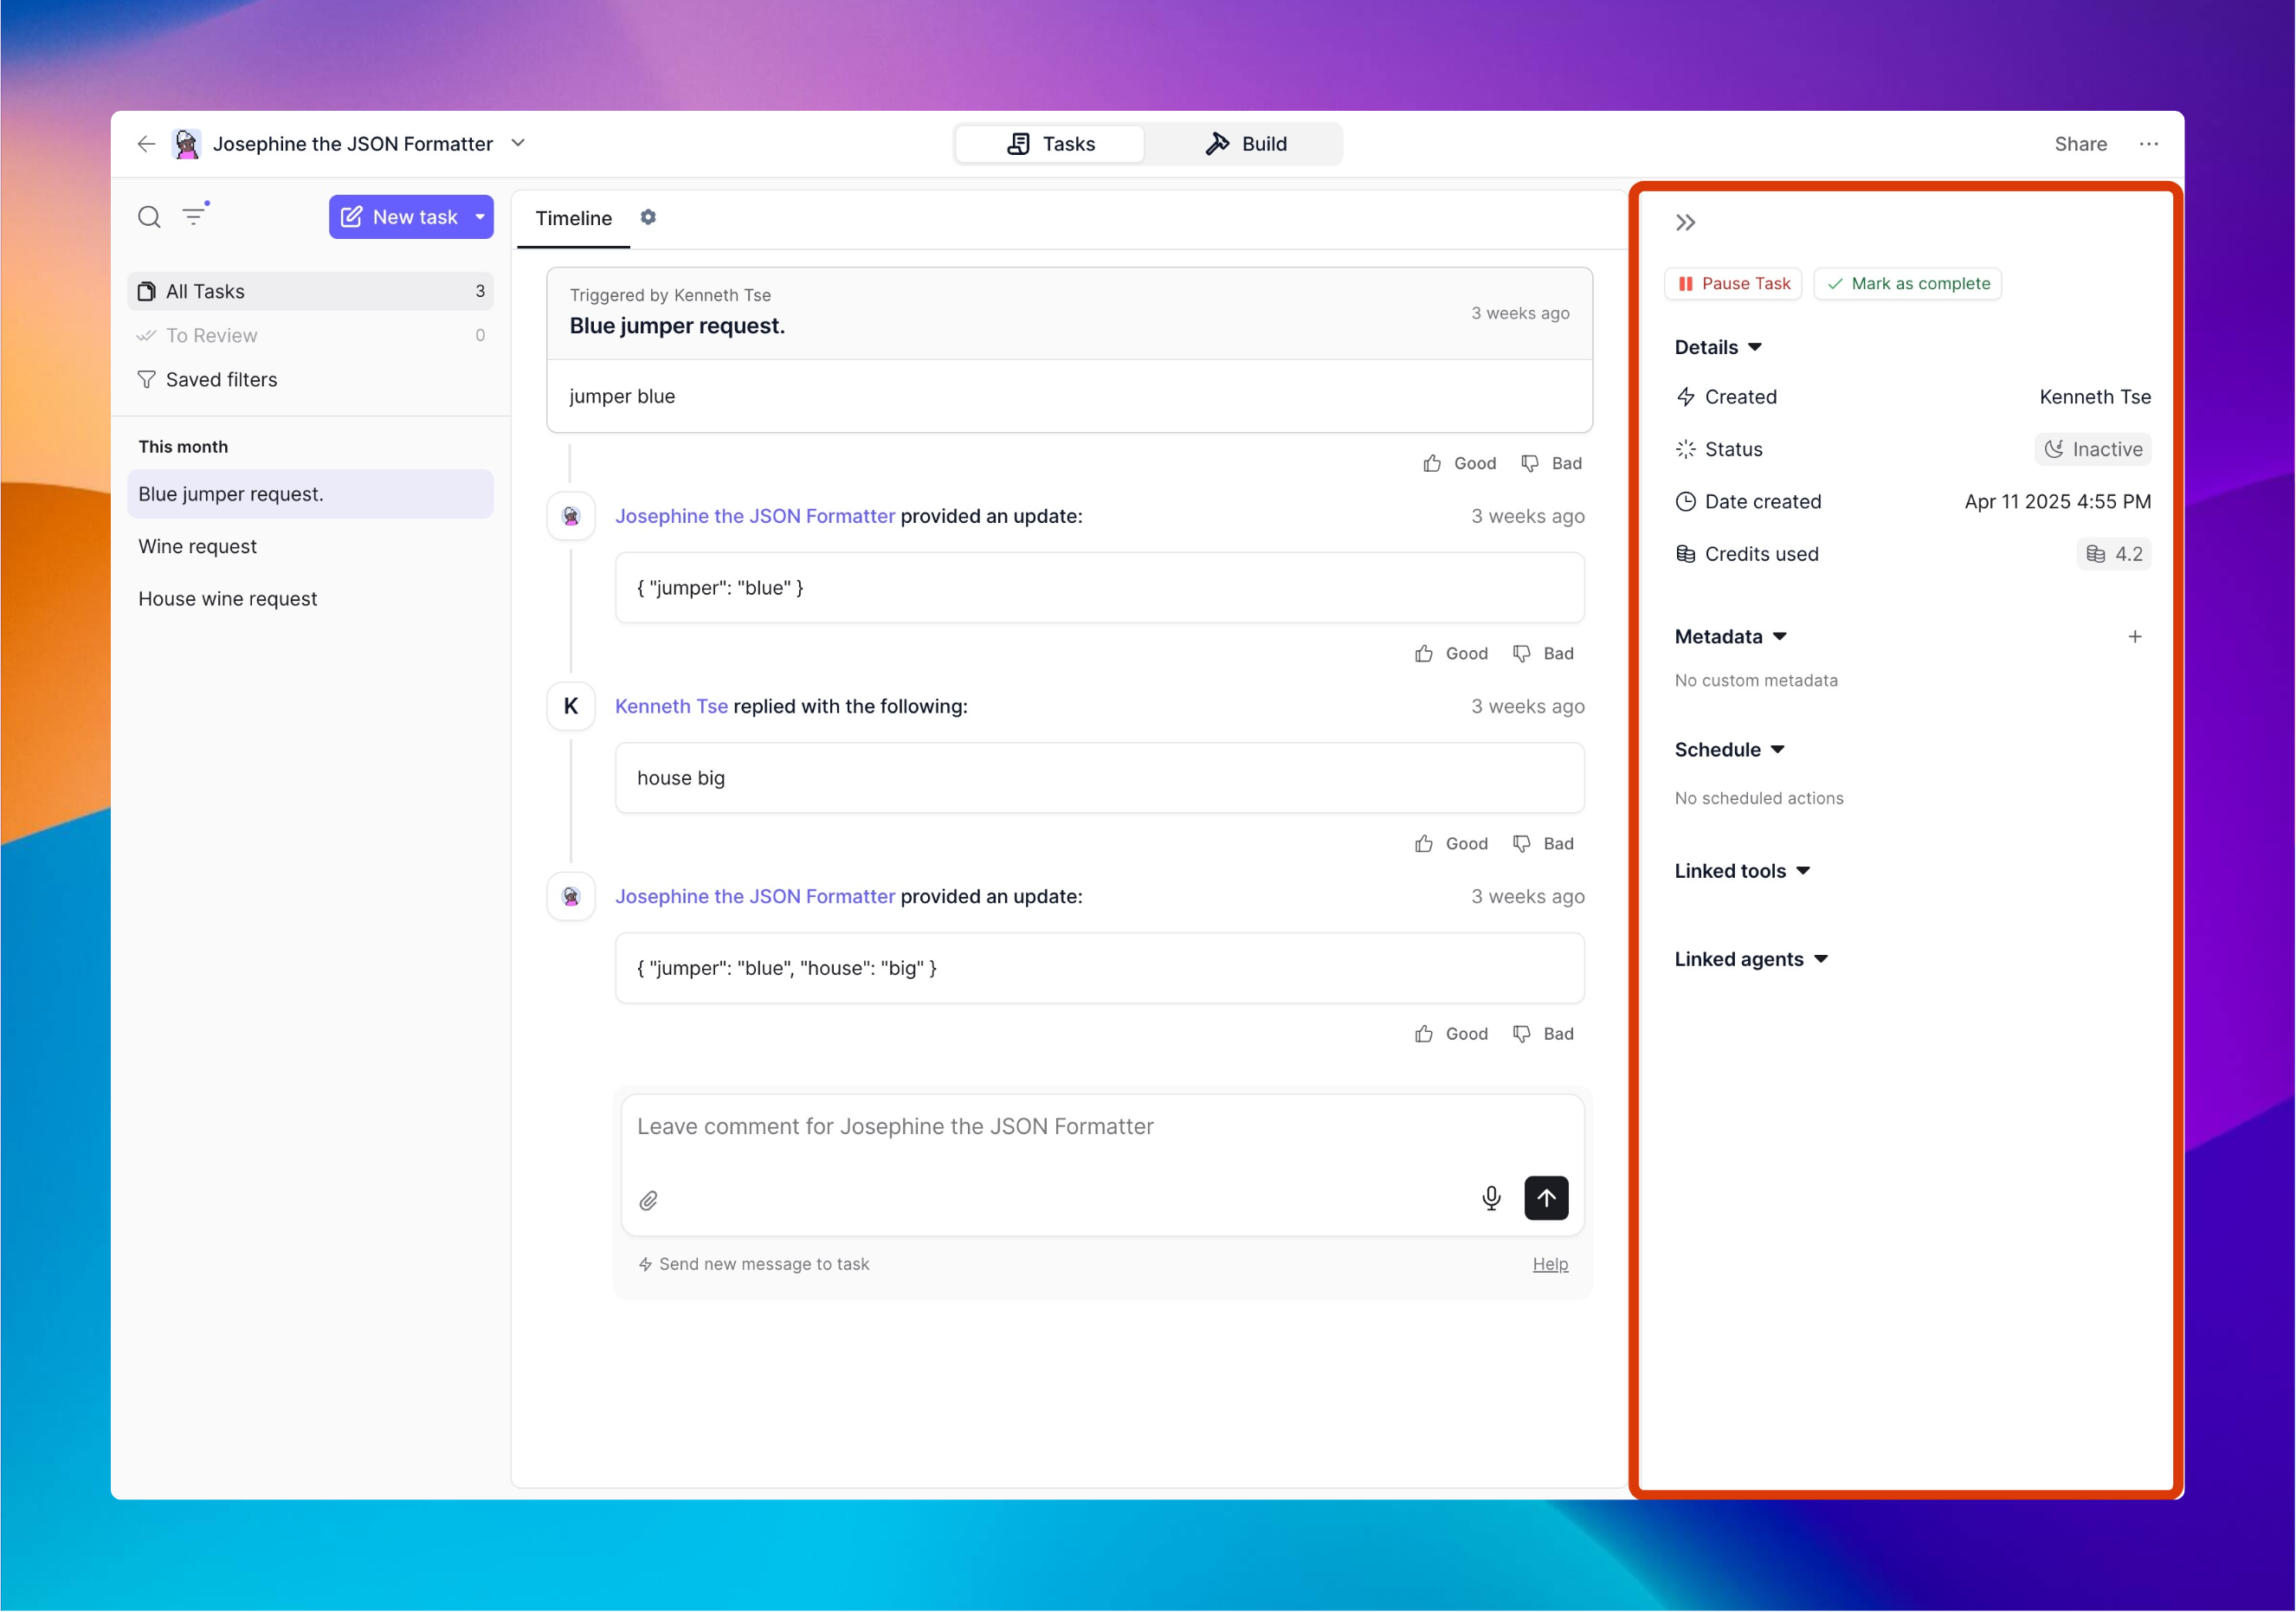 Josephine the JSON Formatter
Tasks
Build
Share
New task
All Tasks 3
To Review 0
Saved filters
This month
Blue jumper request.
Wine request
House wine request
Timeline
Triggered by Kenneth Tse
Blue jumper request.
3 weeks ago
jumper blue
Good Bad
Josephine the JSON Formatter provided an update: 3 weeks ago
{ "jumper": "blue" }
Good Bad
K
Kenneth Tse replied with the following: 3 weeks ago
house big
Good Bad
Josephine the JSON Formatter provided an update: 3 weeks ago
{ "jumper": "blue", "house": "big" }
Good Bad
Leave comment for Josephine the JSON Formatter
Send new message to task
Help
Pause Task
Mark as complete
Details
Created Kenneth Tse
Status Inactive
Date created Apr 11 2025 4:55 PM
Credits used 4.2
Metadata
No custom metadata
Schedule
No scheduled actions
Linked tools
Linked agents